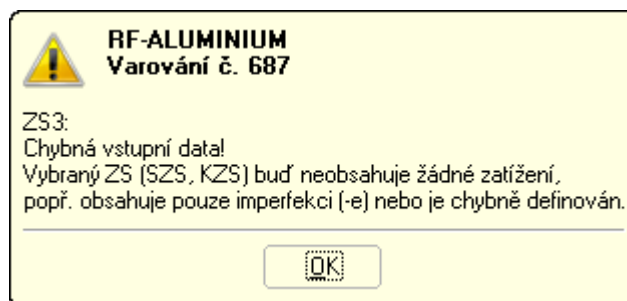 RF-ALUMINIUM
Varování č. 687
ZS3:
Chybná vstupní data!
Vybraný ZS (SZS, KZS) buď neobsahuje žádné zatížení,
popř. obsahuje pouze imperfekci (-e) nebo je chybně definován.
OK